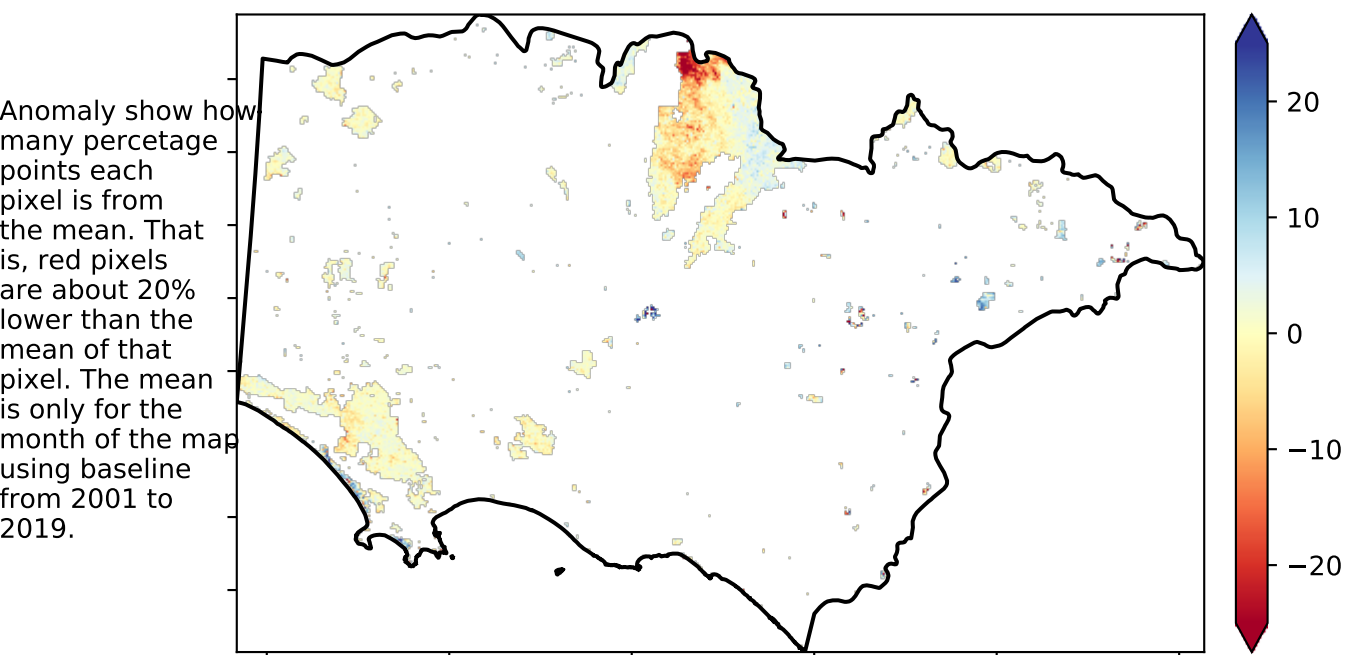 Anomaly show how
many percetage
points each
pixel is from
the mean. That
is, red pixels
are about 20%
lower than the
mean of that
pixel. The mean
is only for the
month of the map
using baseline
from 2001 to
2019.
20
10
0
−10
−20